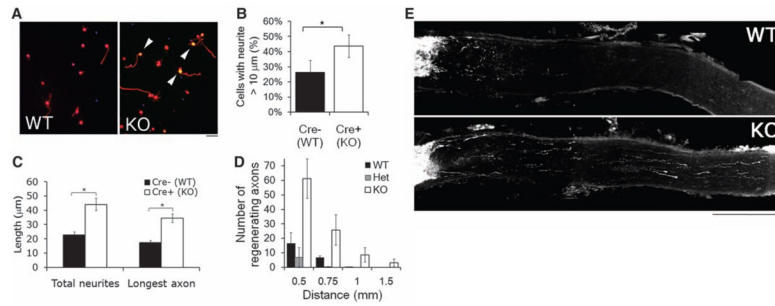 A
WT
KO
B
Cells with neurite
> 10 µm (%)
60%
50%
40%
30%
20%
10%
0%
*
Cre- Cre+
(WT) (KO)
C
Length (µm)
60
50
40
30
20
10
0
Cre- (WT)
Cre+ (KO)
*
*
Total neurites Longest axon
D
Number of
regenerating axons
80
70
60
50
40
30
20
10
0
WT
Het
KO
0.5 0.75 1 1.5
Distance (mm)
E
WT
KO